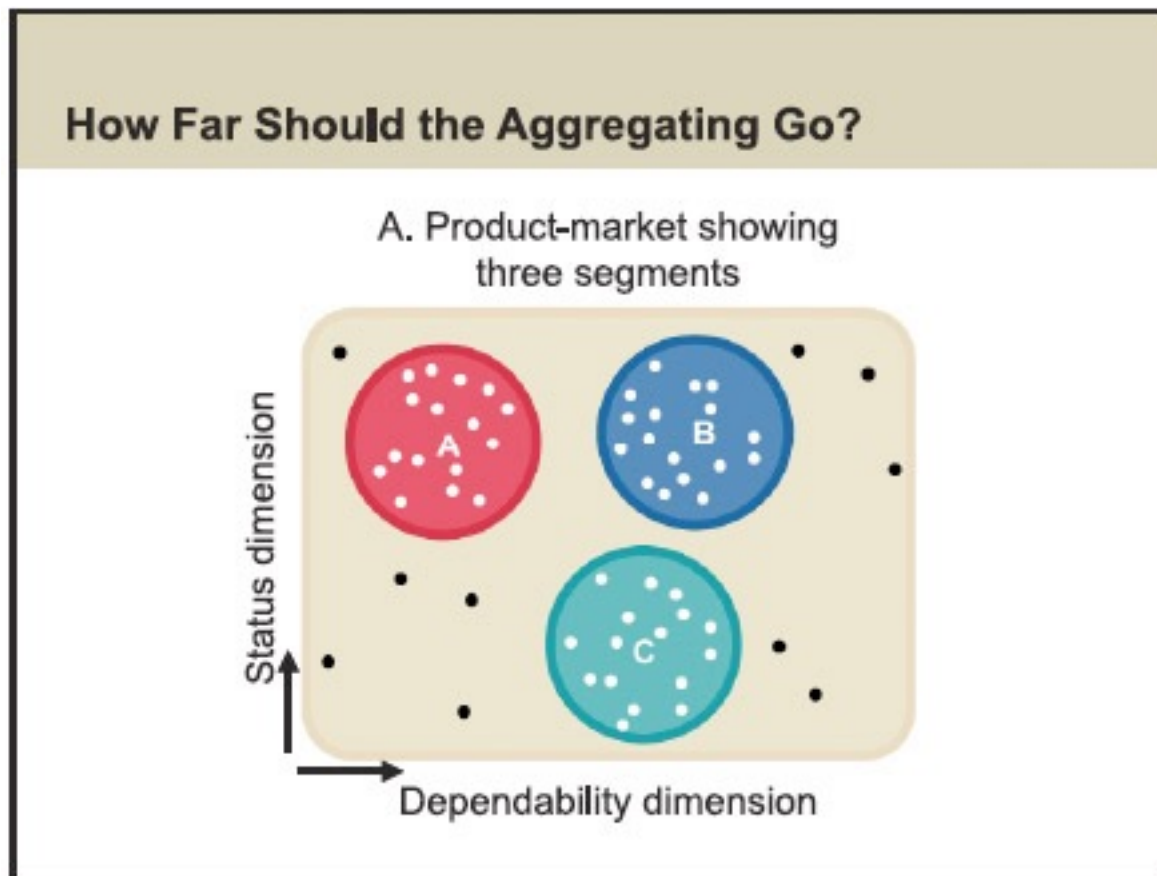 How Far Should the Aggregating Go?
A. Product-market showing
three segments
A
B
C
Status dimension
Dependability dimension